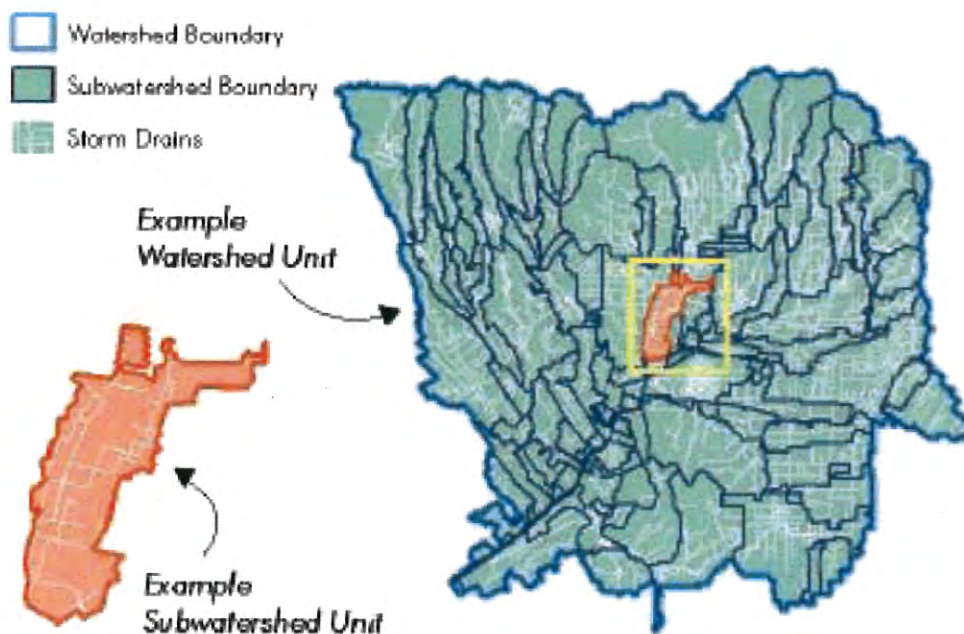 Watershed Boundary
Subwatershed Boundary
Storm Drains
Example
Watershed Unit
Example
Subwatershed Unit